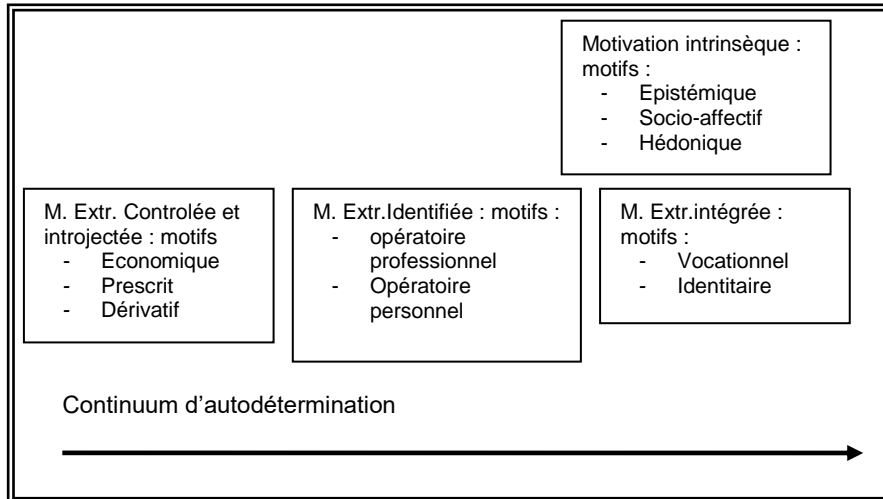 Motivation intrinsèque :
motifs :
- Epistémique
- Socio-affectif
- Hédonique
M. Extr. Controlée et
introjectée : motifs
- Economique
- Prescrit
- Dérivatif
M. Extr.Identifiée : motifs :
- opératoire
professionnel
- Opératoire
personnel
M. Extr.intégrée :
motifs :
- Vocationnel
- Identitaire
Continuum d'autodétermination